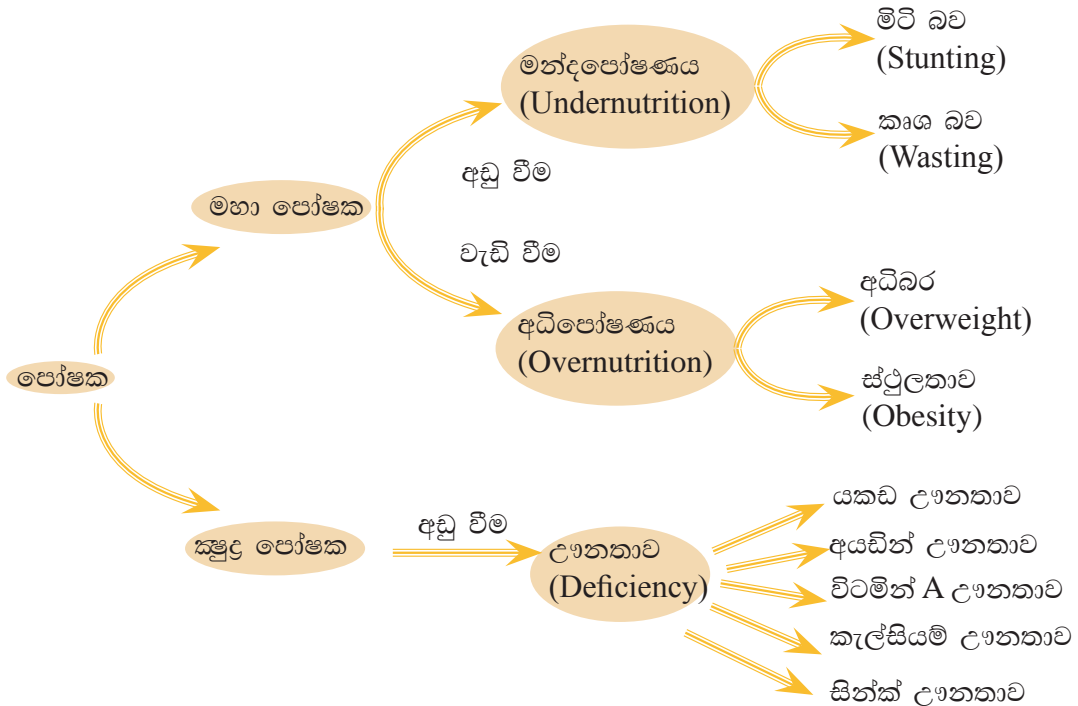 මිටි බව
(Stunting)
මන්දපෝෂණය
(Undernutrition)
කෘශ බව
(Wasting)
අඩු වීම
මහා පෝෂක
වැඩි වීම
අධිබර
(Overweight)
අධිපෝෂණය
(Overnutrition)
ස්ථුලතාව
(Obesity)
පෝෂක
යකඩ ඌනතාව
අඩු වීම
ක්‍ෂුද්‍ර පෝෂක
ඌනතාව
(Deficiency)
අයඩින් ඌනතාව
විටමින් A ඌනතාව
කැල්සියම් ඌනතාව
සින්ක් ඌනතාව